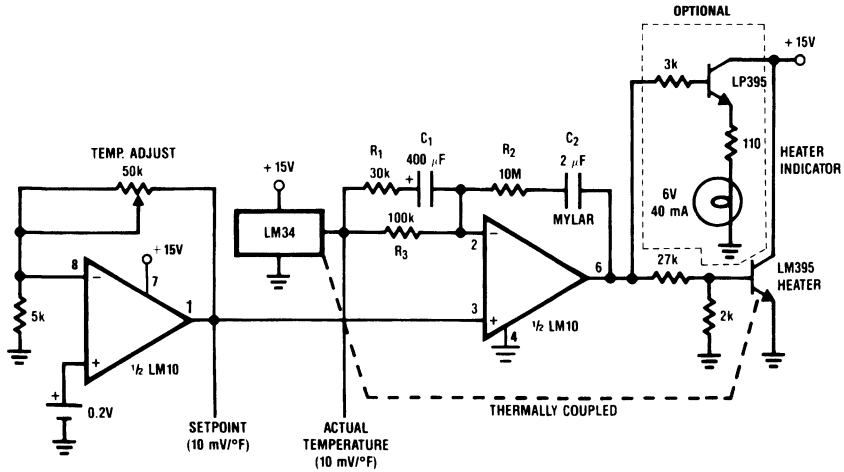 OPTIONAL
+ 15V
3k
LP395
110
HEATER
INDICATOR
6V
40 mA
TEMP. ADJUST
50k
+ 15V
LM34
R1
30k
C1
400 μF
+
R2
10M
C2
2 μF
MYLAR
100k
R3
+ 15V
8
−
7
1
+
½ LM10
5k
+
0.2V
2
−
6
3
+
4
½ LM10
27k
2k
LM395
HEATER
THERMALLY COUPLED
SETPOINT
(10 mV/°F)
ACTUAL
TEMPERATURE
(10 mV/°F)